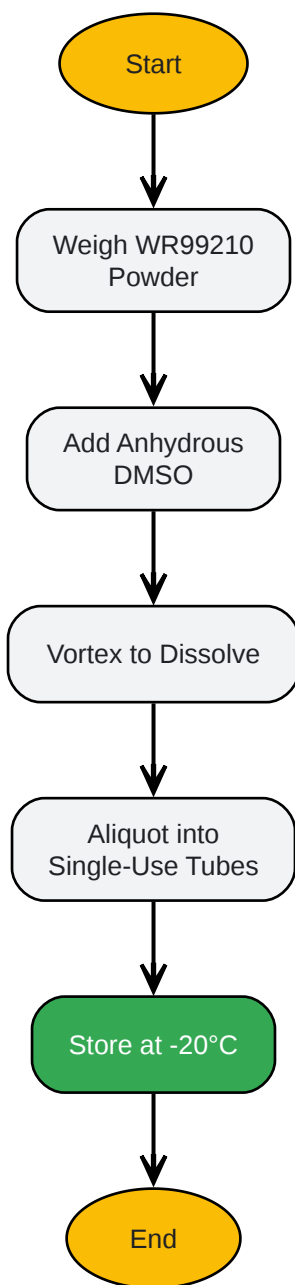 Start
Weigh WR99210
Powder
Add Anhydrous
DMSO
Vortex to Dissolve
Aliquot into
Single-Use Tubes
Store at -20°C
End